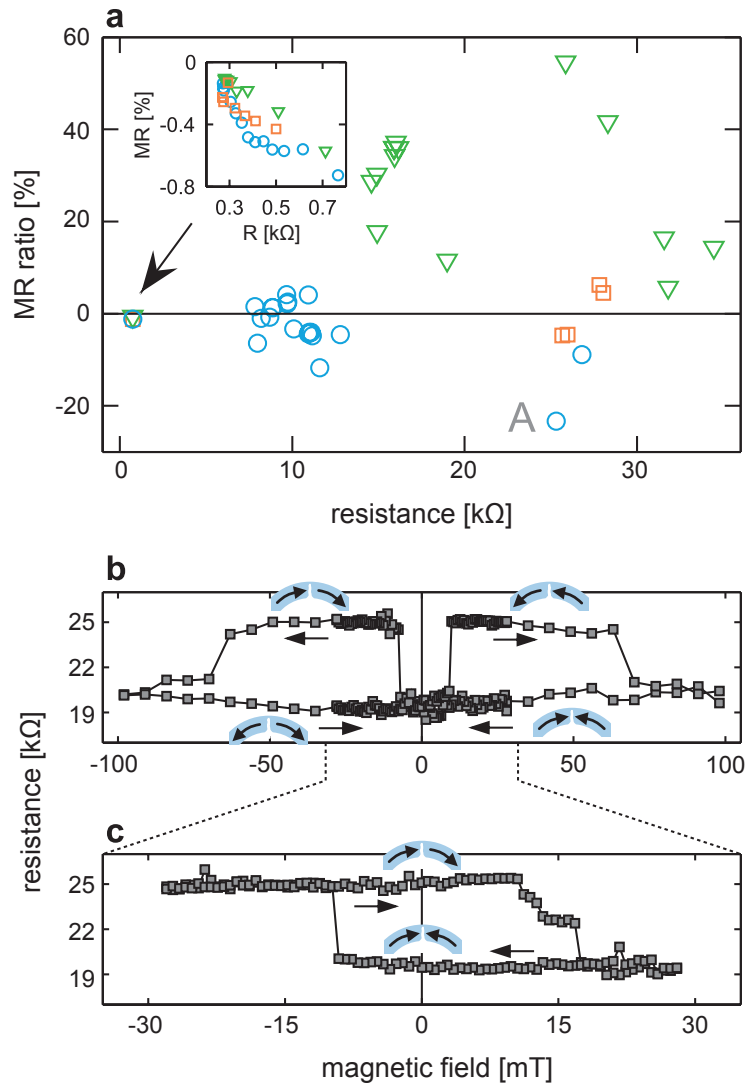 a
60
40
20
0
-20
MR ratio [%]
0
-0.4
-0.8
MR [%]
0.3 0.5 0.7
R [kΩ]
A
0 10 20 30
resistance [kΩ]
b
25
22
19
-100 -50 0 50 100
resistance [kΩ]
c
25
22
19
-30 -15 0 15 30
magnetic field [mT]